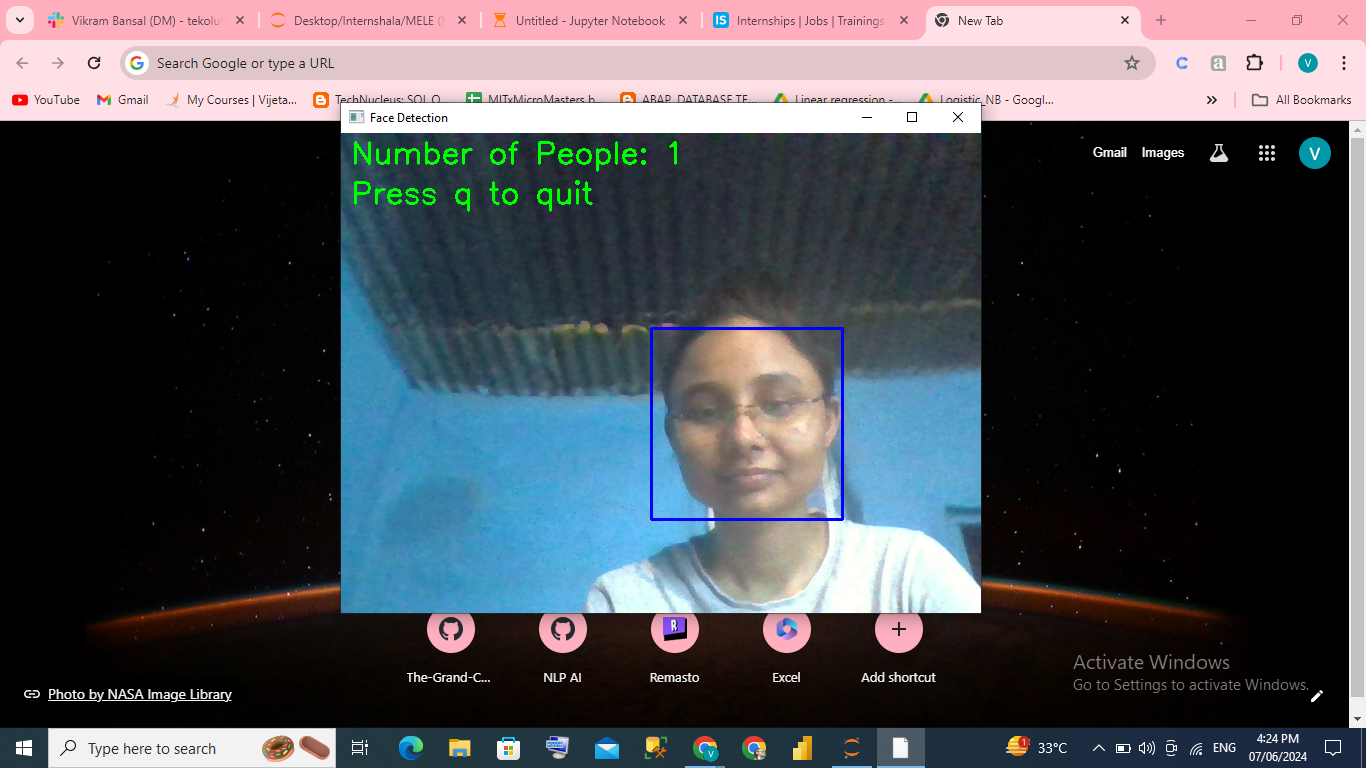 Vikram Bansal (DM) - tekolut
Desktop/Internshala/MELE (M
Untitled - Jupyter Notebook
IS Internships | Jobs | Trainings
New Tab
G Search Google or type a URL
C
a
V
YouTube
Gmail
My Courses | Vijeta...
TechNucleus: SQL Q...
MITxMicroMasters b...
ABAP, DATABASE TE...
Linear regression -...
Logistic_NB - Googl...
All Bookmarks
Face Detection
Number of People: 1
Press q to quit
Gmail
Images
V
The-Grand-C...
NLP AI
R
Remasto
Excel
Add shortcut
Activate Windows
Go to Settings to activate Windows.
Photo by NASA Image Library
Type here to search
V
1
33°C
ENG
4:24 PM
07/06/2024